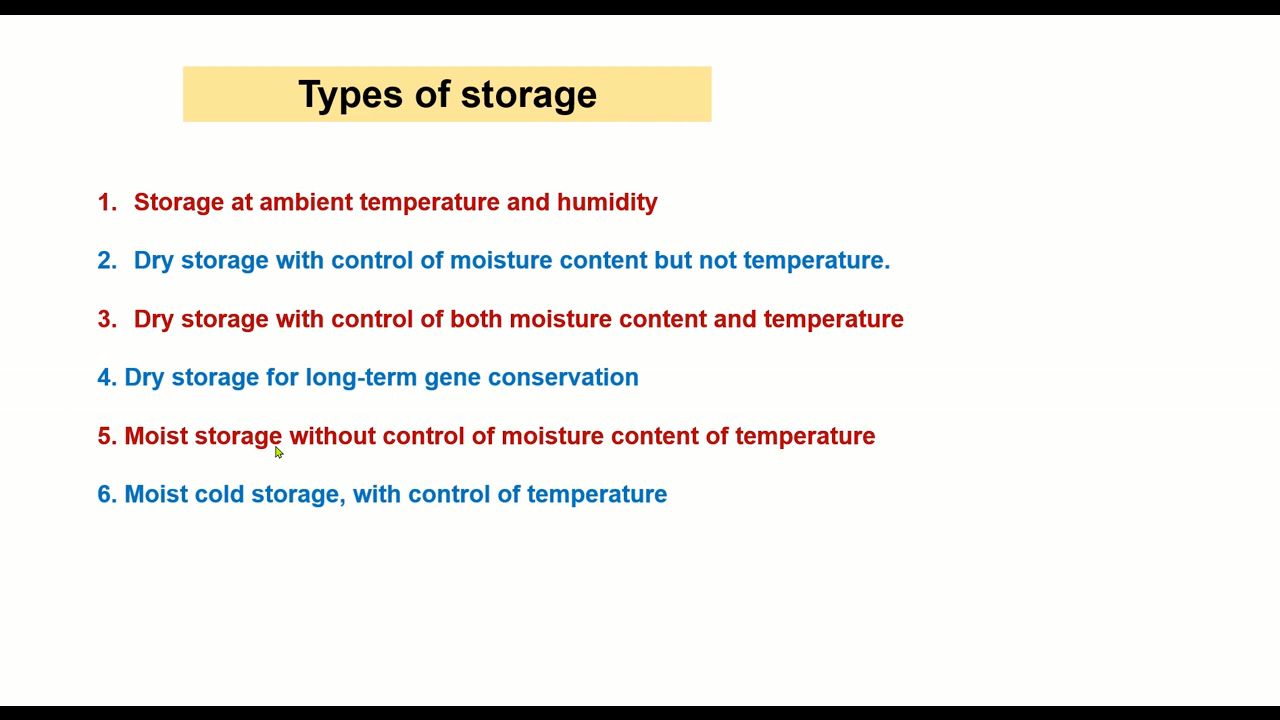 Types of storage
1. Storage at ambient temperature and humidity
2. Dry storage with control of moisture content but not temperature.
3. Dry storage with control of both moisture content and temperature
4. Dry storage for long-term gene conservation
5. Moist storage without control of moisture content of temperature
6. Moist cold storage, with control of temperature